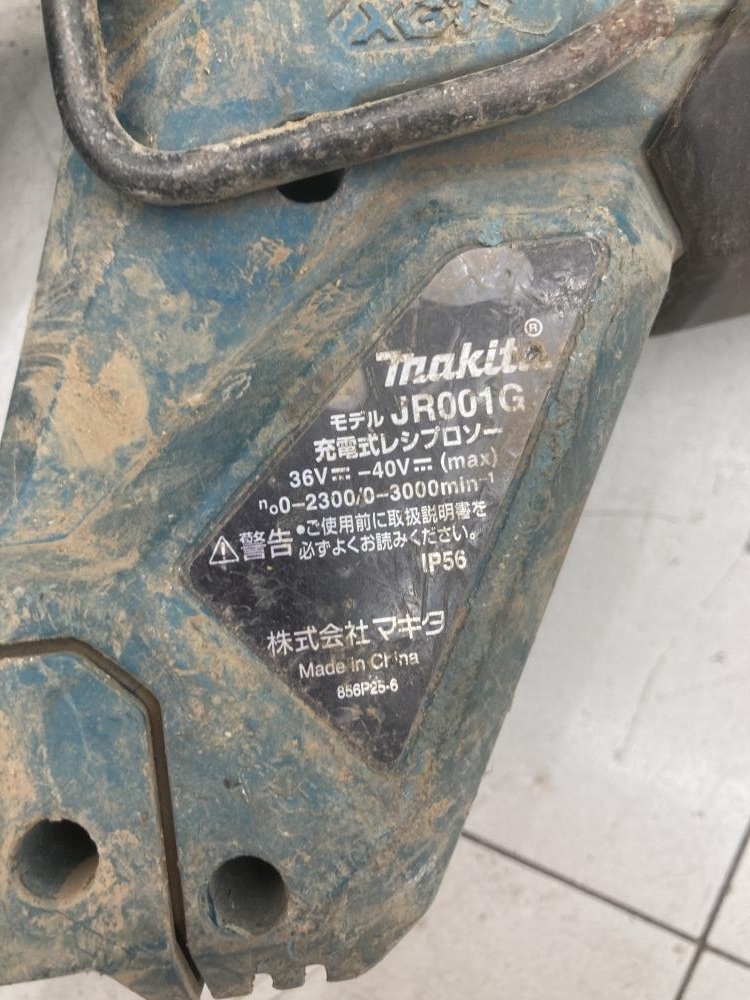 XGT
makita®
モデル JR001G
充電式レシプロソー
36V⎓ -40V⎓ (max)
n₀0-2300/0-3000min⁻¹
⚠警告 •ご使用前に取扱説明書を
必ずよくお読みください。
IP56
株式会社マキタ
Made in China
856P25-6